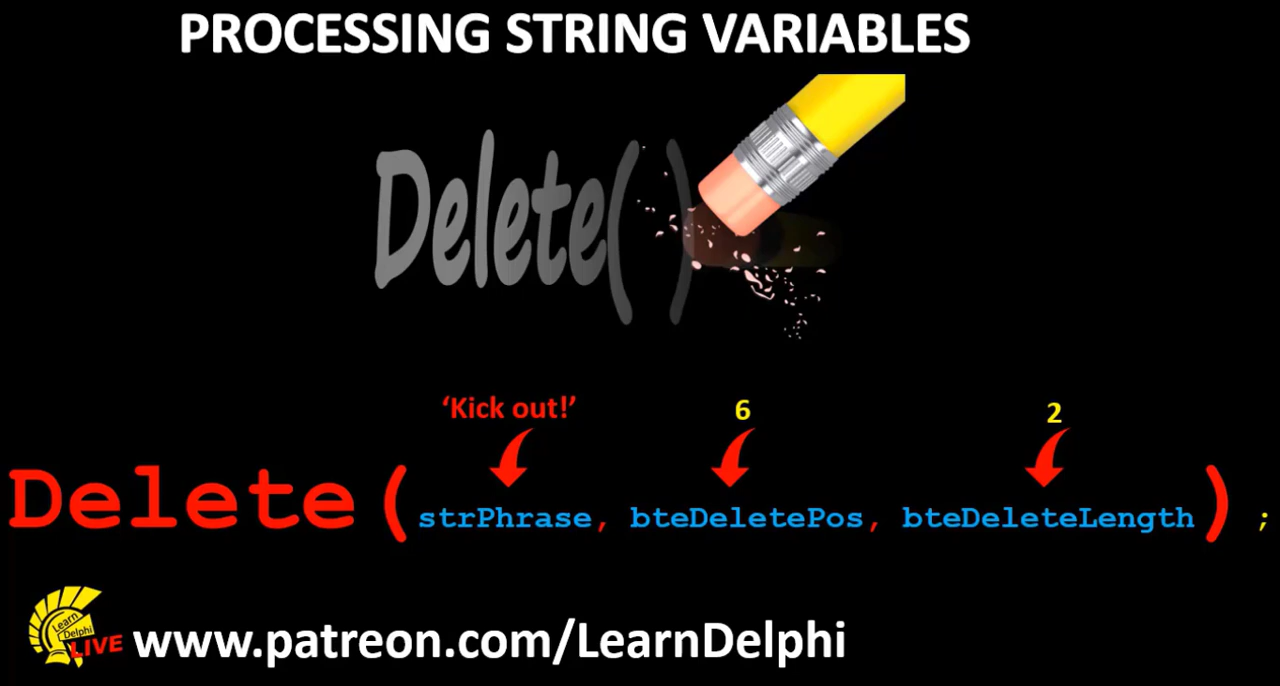 PROCESSING STRING VARIABLES
Delete( )
‘Kick out!’ 6 2
Delete(strPhrase, bteDeletePos, bteDeleteLength);
Learn
Delphi
LIVE
www.patreon.com/LearnDelphi